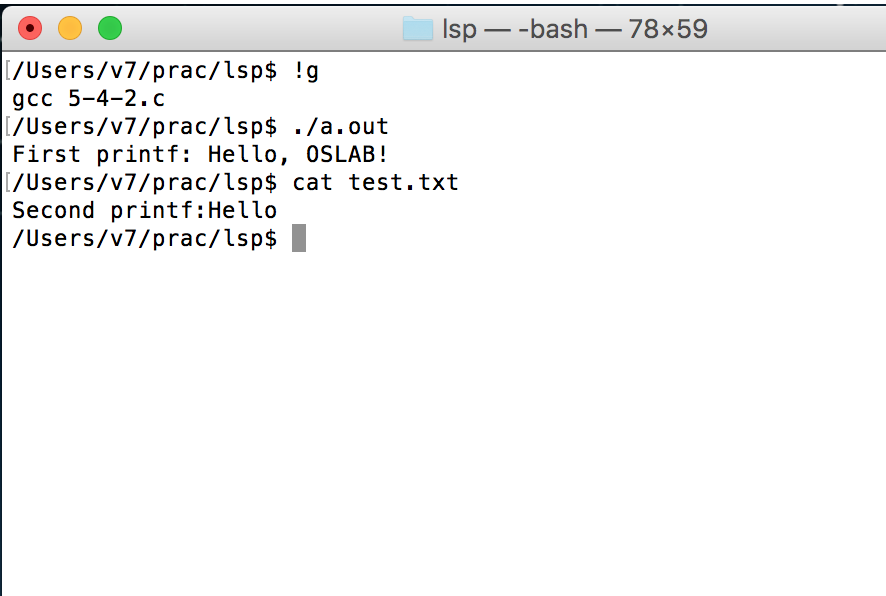 lsp — -bash — 78×59
[/Users/v7/prac/lsp$ !g
gcc 5-4-2.c
[/Users/v7/prac/lsp$ ./a.out
First printf: Hello, OSLAB!
[/Users/v7/prac/lsp$ cat test.txt
Second printf:Hello
/Users/v7/prac/lsp$